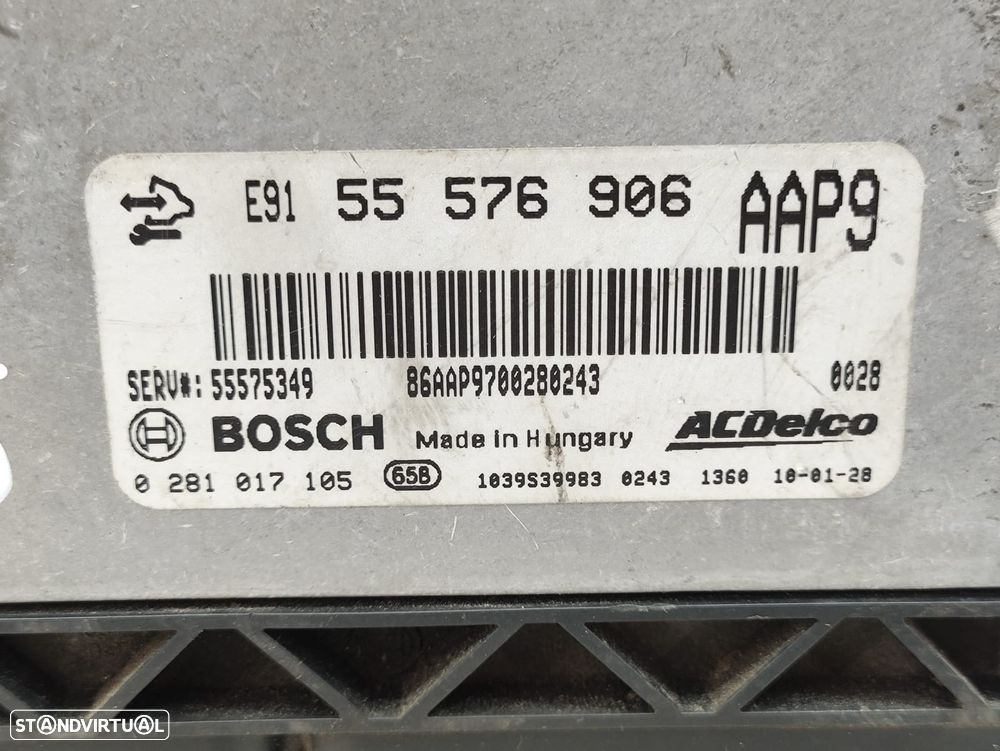 E91 55 576 906 AAP9
SERV#: 55575349 86AAP9700280243 0028
BOSCH Made in Hungary ACDelco
0 281 017 105 658 1039S39983 0243 1360 10-01-28
STANDVIRTUAL